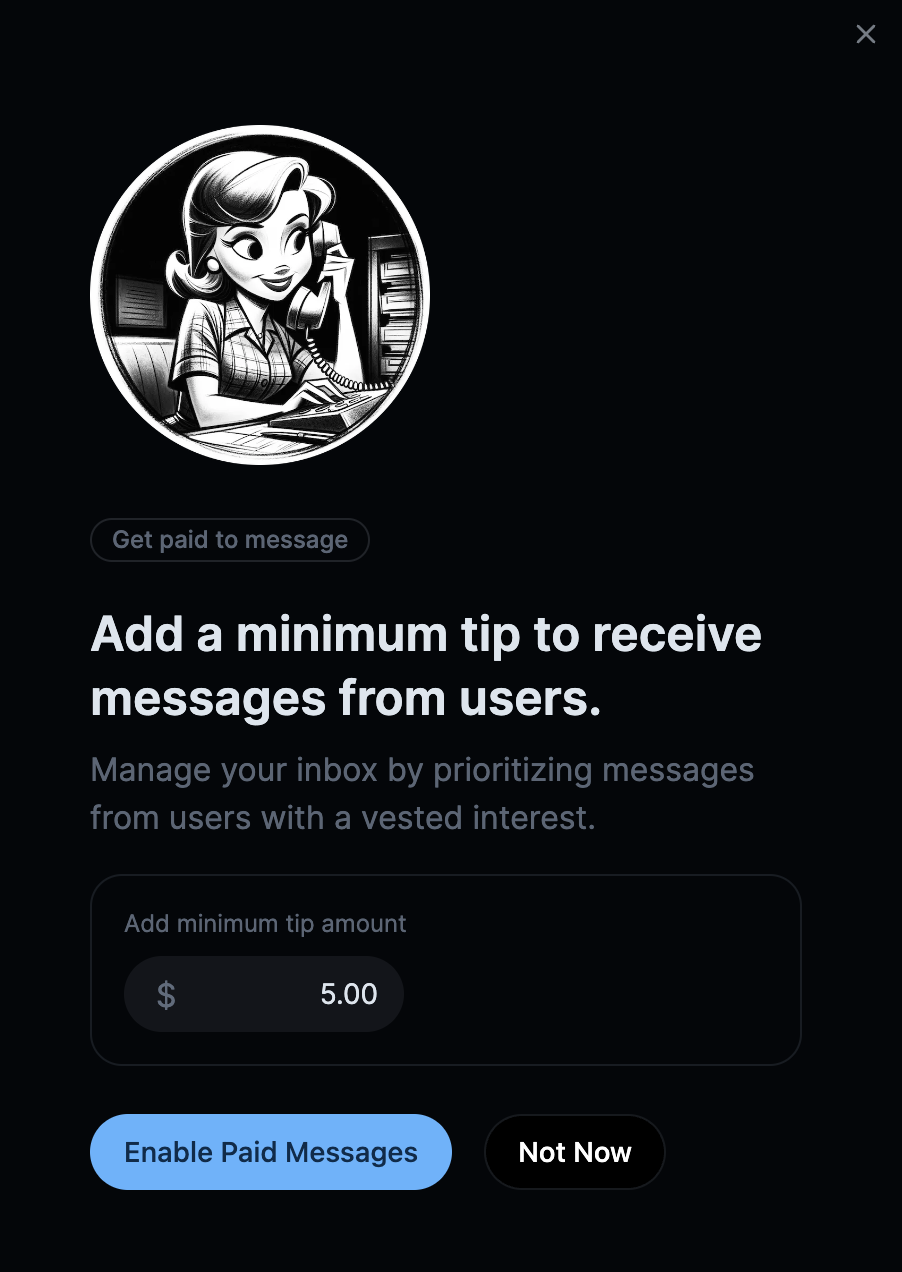 Get paid to message
Add a minimum tip to receive
messages from users.
Manage your inbox by prioritizing messages
from users with a vested interest.
Add minimum tip amount
$ 5.00
Enable Paid Messages
Not Now